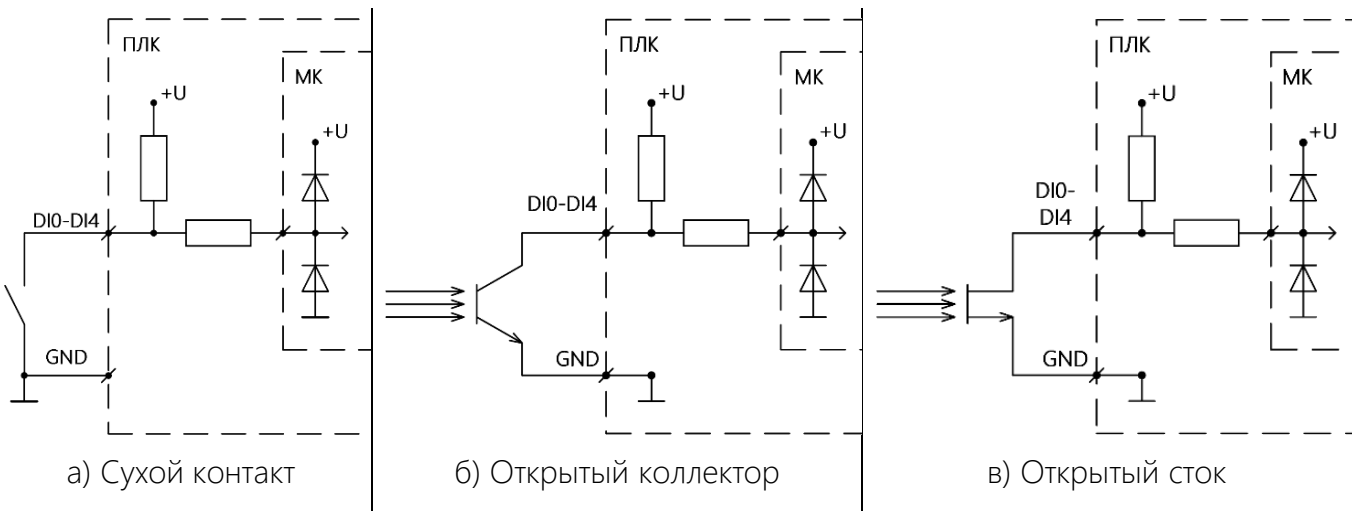 ПЛК
МК
+U
+U
DI0-DI4
GND
а) Сухой контакт
ПЛК
МК
+U
+U
DI0-DI4
GND
б) Открытый коллектор
ПЛК
МК
+U
+U
DI0-
DI4
GND
в) Открытый сток